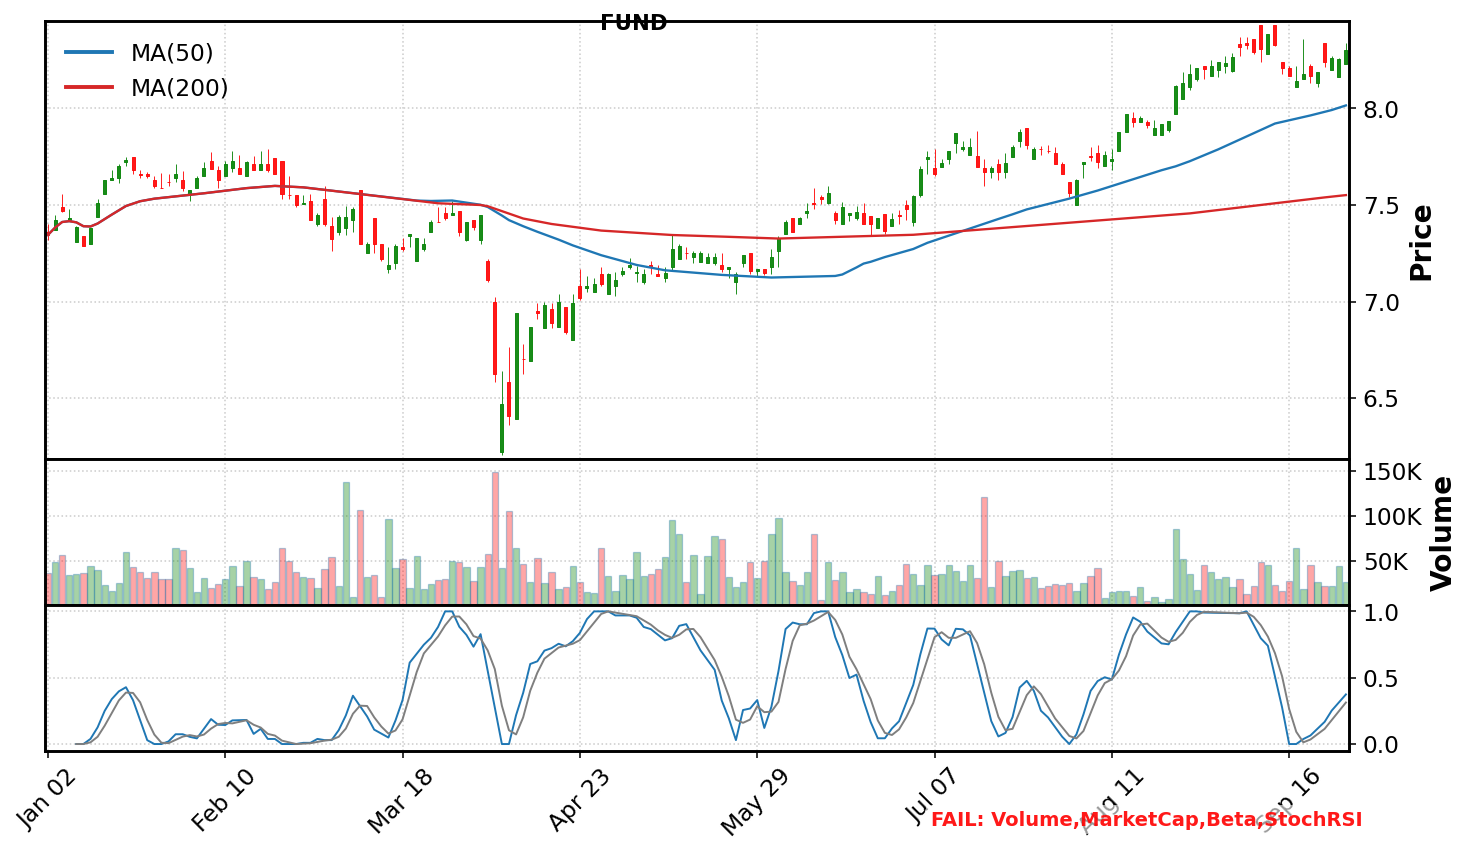 FUND
MA(50)
MA(200)
8.0
7.5
7.0
6.5
Price
150K
100K
50K
Volume
1.0
0.5
0.0
Jan 02
Feb 10
Mar 18
Apr 23
May 29
Jul 07
Aug 11
Sep 16
FAIL: Volume,MarketCap,Beta,StochRSI